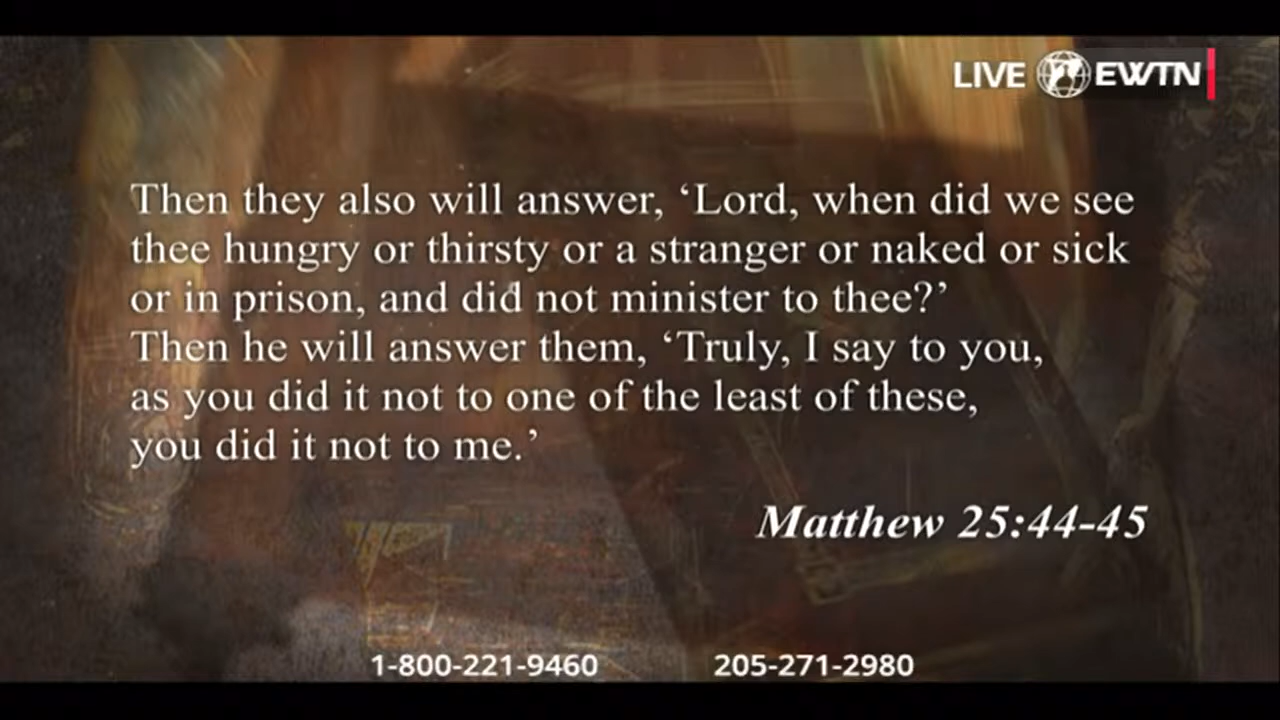 LIVE EWTN
Then they also will answer, ‘Lord, when did we see
thee hungry or thirsty or a stranger or naked or sick
or in prison, and did not minister to thee?’
Then he will answer them, ‘Truly, I say to you,
as you did it not to one of the least of these,
you did it not to me.’
Matthew 25:44-45
1-800-221-9460 205-271-2980